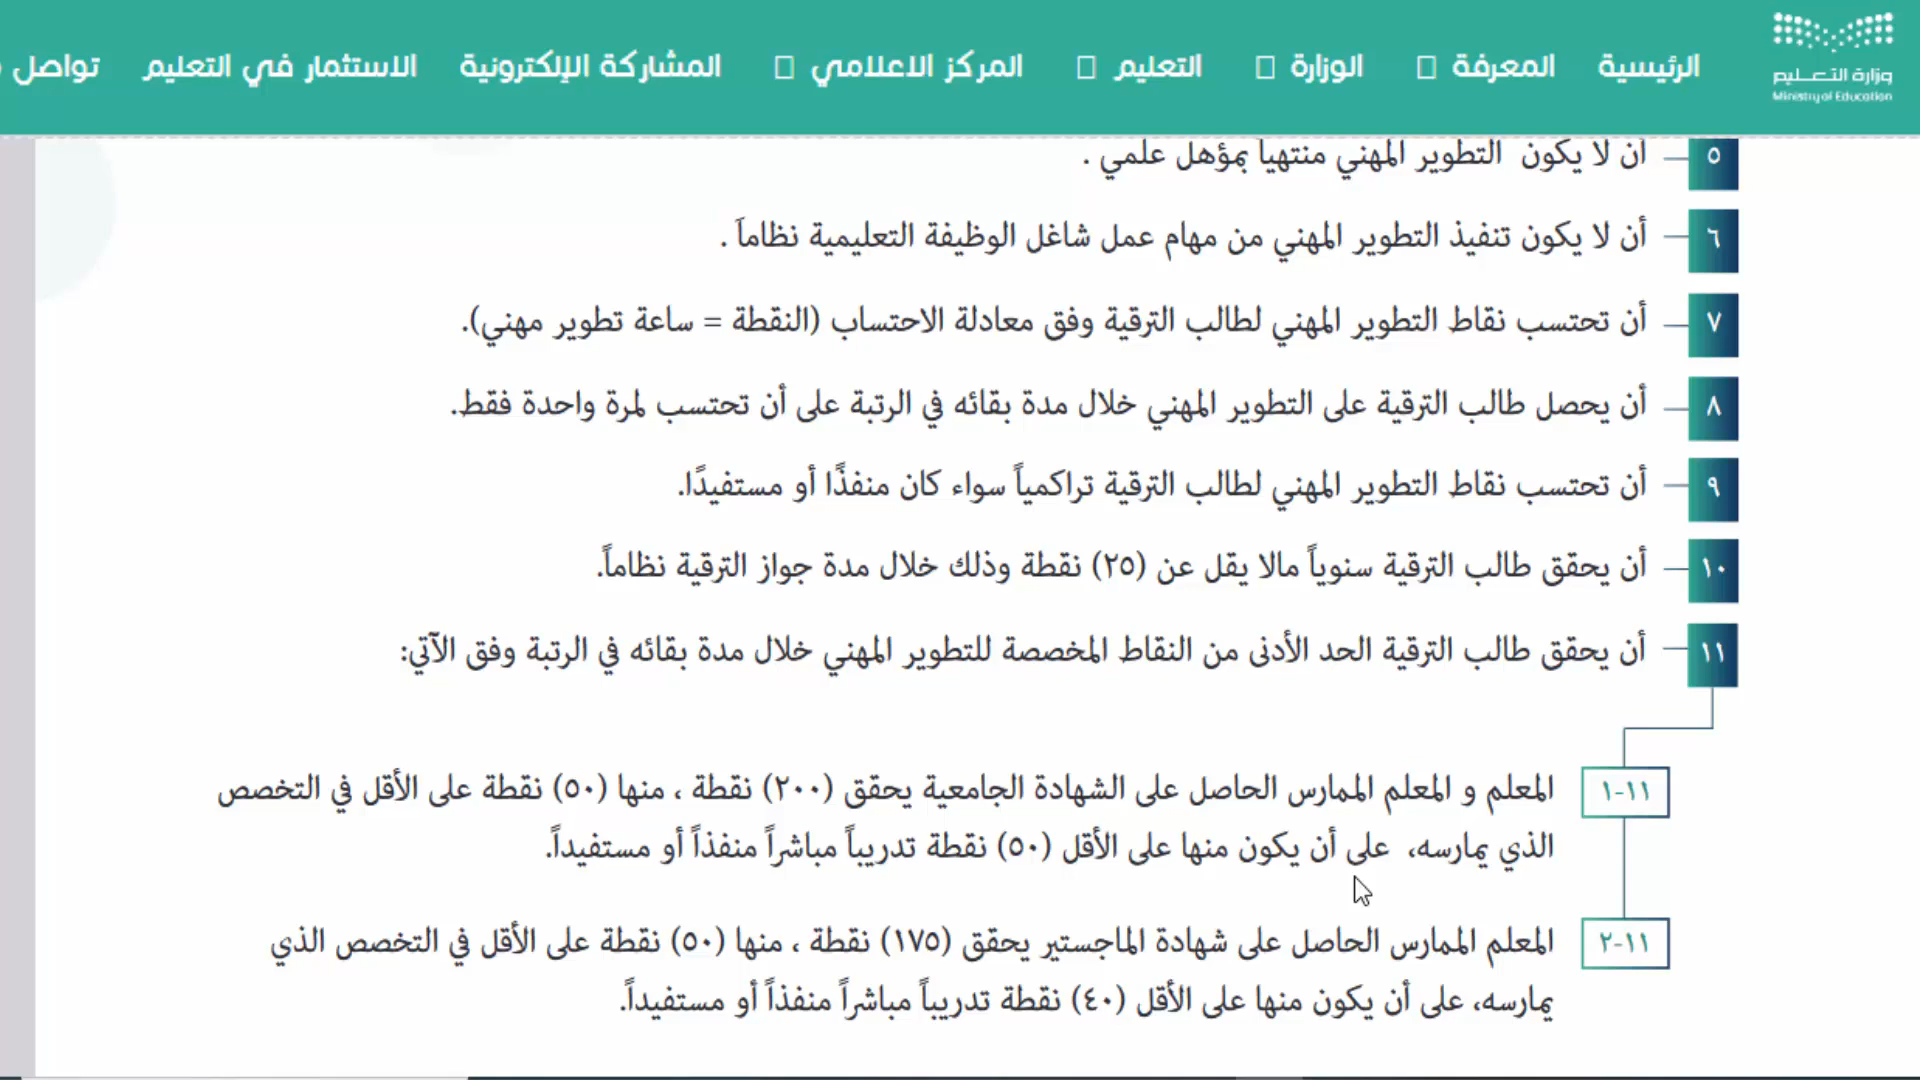 وزارة التعليم
Ministry of Education
الرئيسية المعرفة الوزارة التعليم المركز الاعلامي المشاركة الإلكترونية الاستثمار في التعليم تواصل
٥ أن لا يكون التطوير المهني منتهياً بمؤهل علمي .
٦ أن لا يكون تنفيذ التطوير المهني من مهام عمل شاغل الوظيفة التعليمية نظاماً .
٧ أن تحتسب نقاط التطوير المهني لطالب الترقية وفق معادلة الاحتساب (النقطة = ساعة تطوير مهني).
٨ أن يحصل طالب الترقية على التطوير المهني خلال مدة بقائه في الرتبة على أن تحتسب لمرة واحدة فقط.
٩ أن تحتسب نقاط التطوير المهني لطالب الترقية تراكمياً سواء كان منفذًا أو مستفيدًا.
١٠ أن يحقق طالب الترقية سنوياً مالا يقل عن (٢٥) نقطة وذلك خلال مدة جواز الترقية نظاماً.
١١ أن يحقق طالب الترقية الحد الأدنى من النقاط المخصصة للتطوير المهني خلال مدة بقائه في الرتبة وفق الآتي:
١١-١ المعلم و المعلم الممارس الحاصل على الشهادة الجامعية يحقق (٢٠٠) نقطة ، منها (٥٠) نقطة على الأقل في التخصص
الذي يمارسه، على أن يكون منها على الأقل (٥٠) نقطة تدريباً مباشراً منفذاً أو مستفيداً.
١١-٢ المعلم الممارس الحاصل على شهادة الماجستير يحقق (١٧٥) نقطة ، منها (٥٠) نقطة على الأقل في التخصص الذي
يمارسه، على أن يكون منها على الأقل (٤٠) نقطة تدريباً مباشراً منفذاً أو مستفيداً.